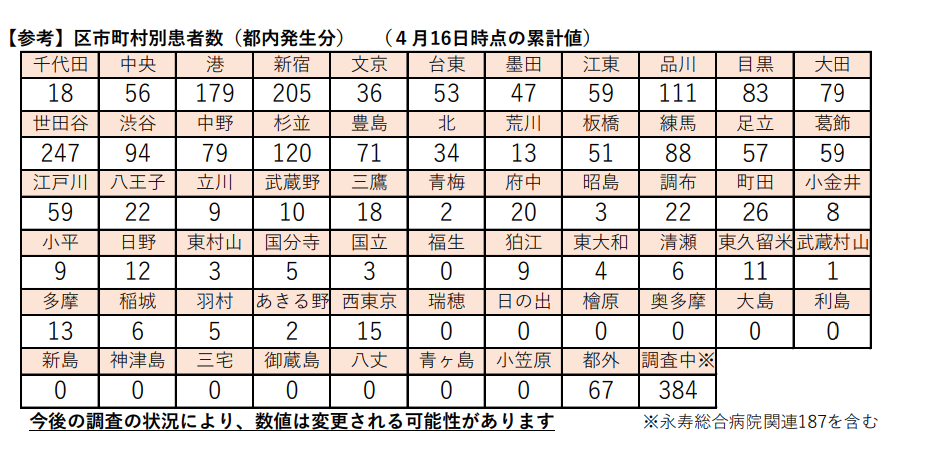 【参考】区市町村別患者数（都内発生分）　（４月16日時点の累計値）
千代田 中央 港 新宿 文京 台東 墨田 江東 品川 目黒 大田
18 56 179 205 36 53 47 59 111 83 79
世田谷 渋谷 中野 杉並 豊島 北 荒川 板橋 練馬 足立 葛飾
247 94 79 120 71 34 13 51 88 57 59
江戸川 八王子 立川 武蔵野 三鷹 青梅 府中 昭島 調布 町田 小金井
59 22 9 10 18 2 20 3 22 26 8
小平 日野 東村山 国分寺 国立 福生 狛江 東大和 清瀬 東久留米 武蔵村山
9 12 3 5 3 0 9 4 6 11 1
多摩 稲城 羽村 あきる野 西東京 瑞穂 日の出 檜原 奥多摩 大島 利島
13 6 5 2 15 0 0 0 0 0 0
新島 神津島 三宅 御蔵島 八丈 青ヶ島 小笠原 都外 調査中※
0 0 0 0 0 0 0 67 384
今後の調査の状況により、数値は変更される可能性があります ※永寿総合病院関連187を含む